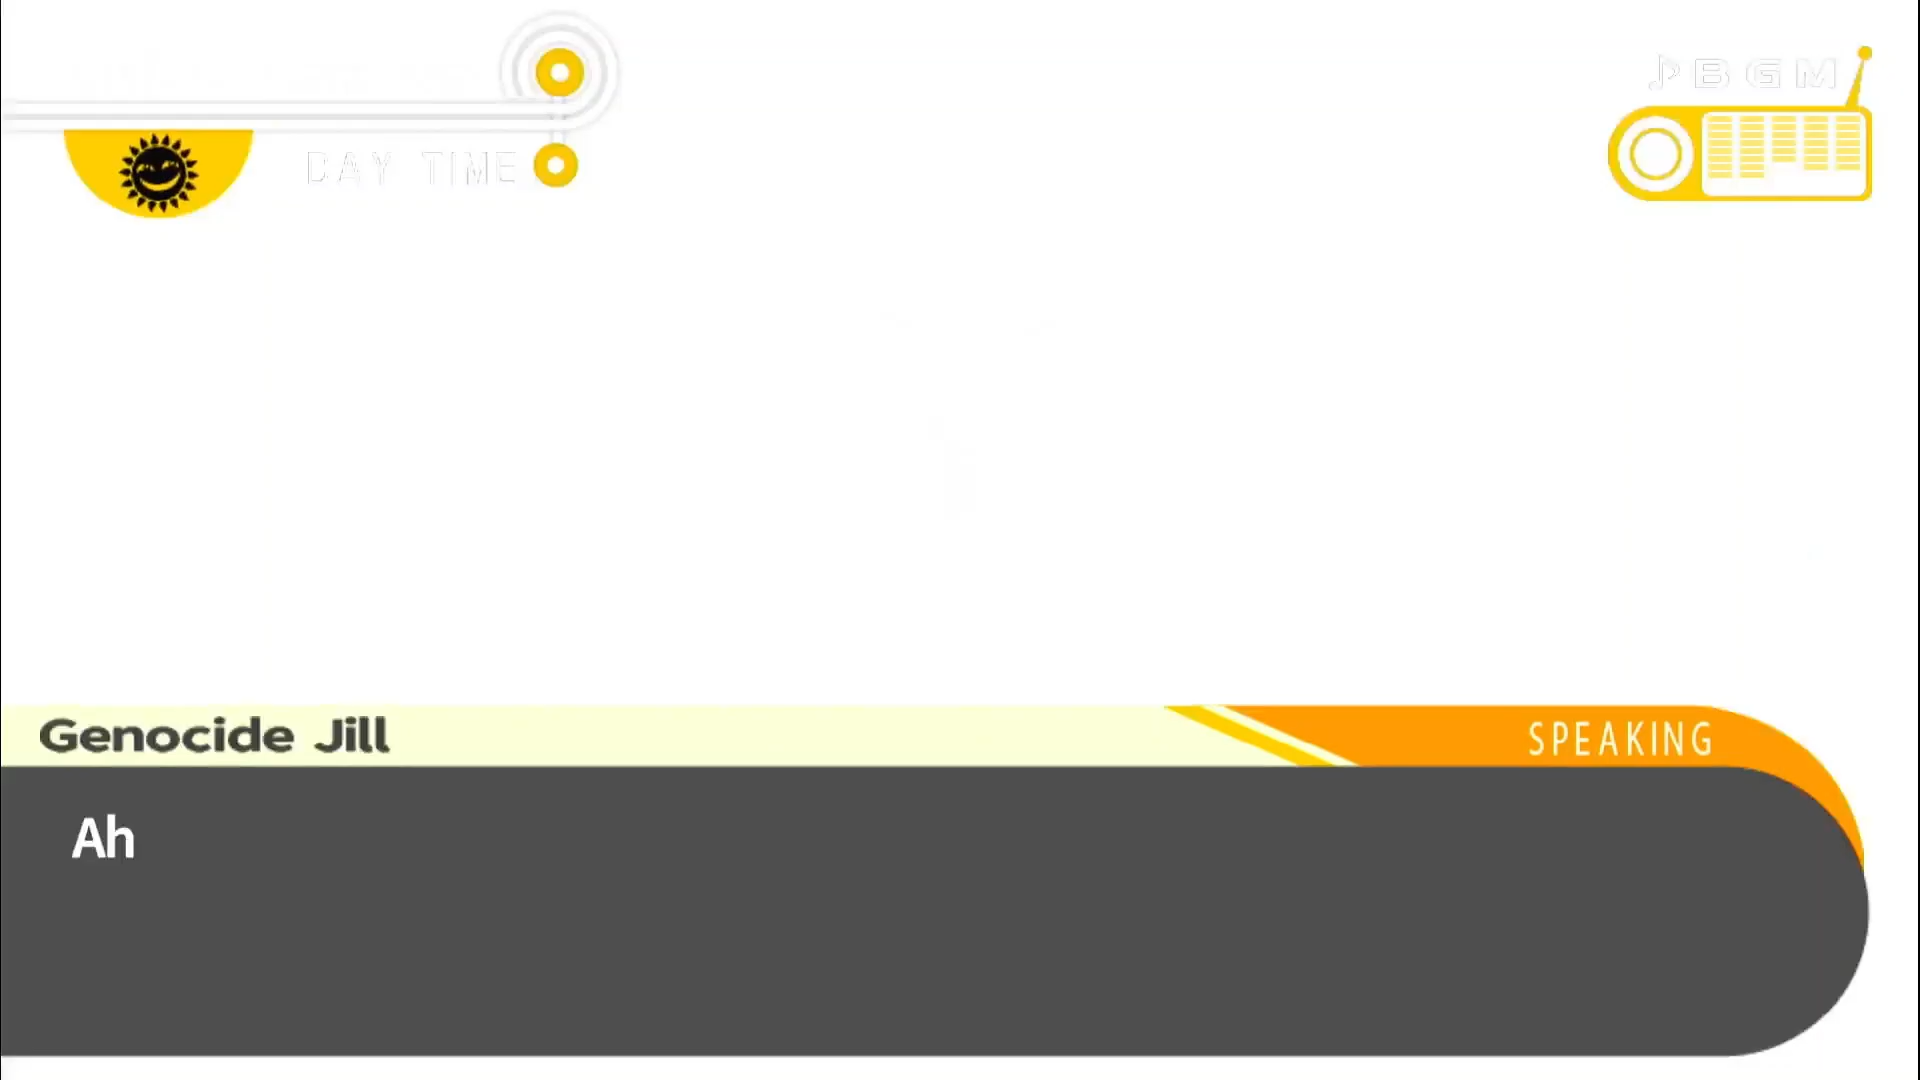 ♪BGM
DAY TIME
Genocide Jill
SPEAKING
Ah